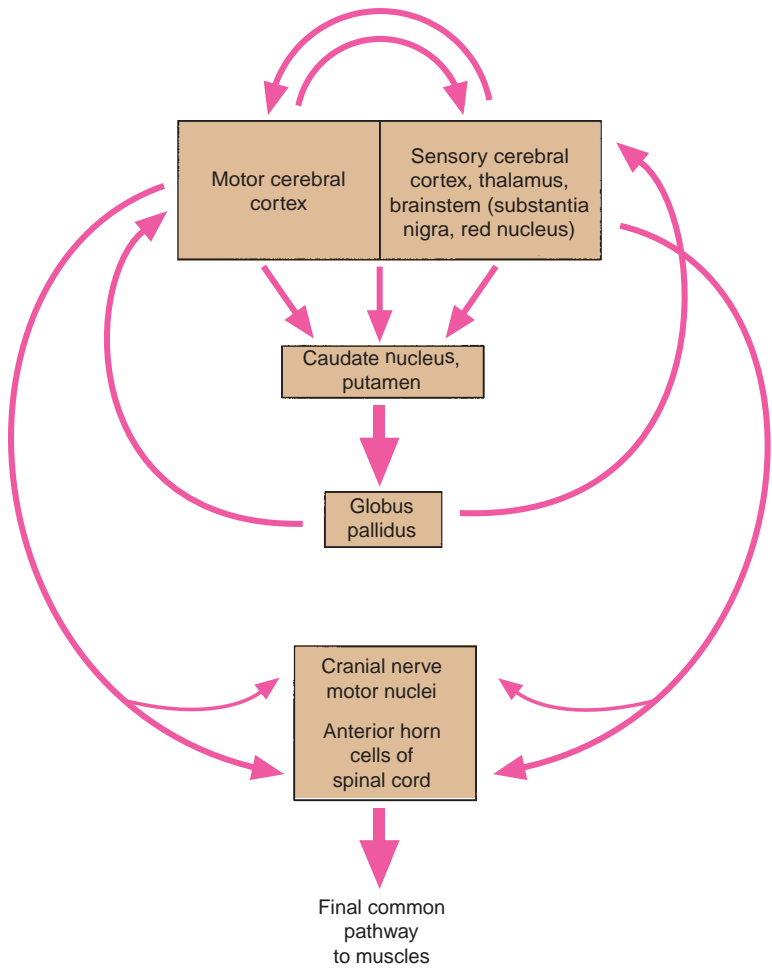 Motor cerebral
cortex
Sensory cerebral
cortex, thalamus,
brainstem (substantia
nigra, red nucleus)
Caudate nucleus,
putamen
Globus
pallidus
Cranial nerve
motor nuclei
Anterior horn
cells of
spinal cord
Final common
pathway
to muscles